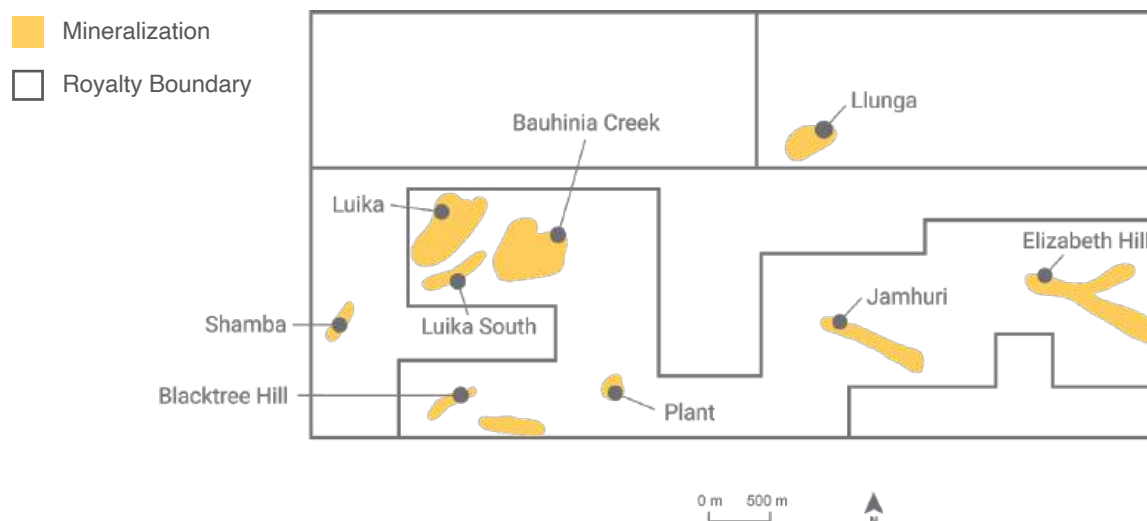 Mineralization
Royalty Boundary
Llunga
Bauhinia Creek
Luika
Elizabeth Hill
Jamhuri
Shamba
Luika South
Blacktree Hill
Plant
0 m 500 m
N